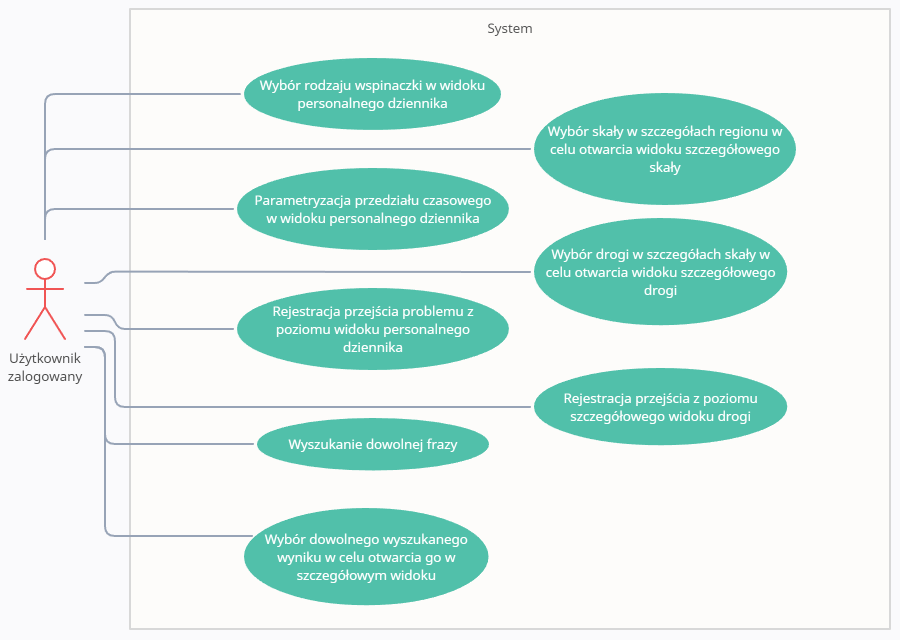 System
Wybór rodzaju wspinaczki w widoku
personalnego dziennika
Wybór skały w szczegółach regionu w
celu otwarcia widoku szczegółowego
skały
Parametryzacja przedziału czasowego
w widoku personalnego dziennika
Wybór drogi w szczegółach skały w
celu otwarcia widoku szczegółowego
drogi
Rejestracja przejścia problemu z
poziomu widoku personalnego
dziennika
Użytkownik
zalogowany
Rejestracja przejścia z poziomu
szczegółowego widoku drogi
Wyszukanie dowolnej frazy
Wybór dowolnego wyszukanego
wyniku w celu otwarcia go w
szczegółowym widoku